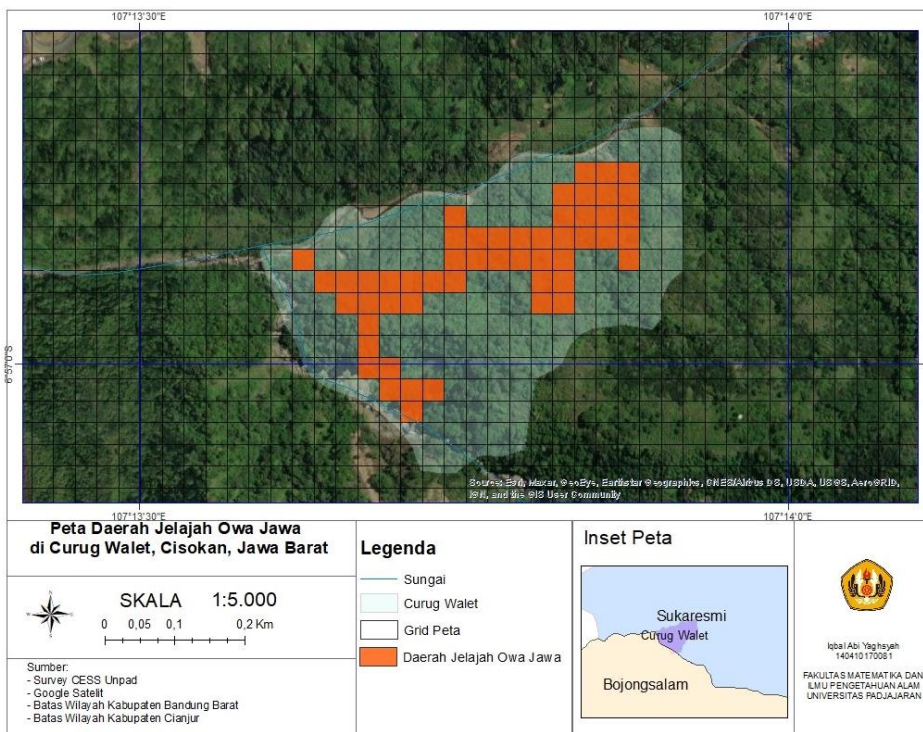 107°13'30"E
107°14'0"E
6°57'0"S
Source: Esri, Maxar, GeoEye, Earthstar Geographics, CNES/Airbus DS, USDA, USGS, AeroGRID,
IGN, and the GIS User Community
107°13'30"E
107°14'0"E
Peta Daerah Jelajah Owa Jawa
di Curug Walet, Cisokan, Jawa Barat
SKALA 1:5.000
0 0,05 0,1 0,2 Km
Sumber:
- Survey CESS Unpad
- Google Satelit
- Batas Wilayah Kabupaten Bandung Barat
- Batas Wilayah Kabupaten Cianjur
Legenda
Sungai
Curug Walet
Grid Peta
Daerah Jelajah Owa Jawa
Inset Peta
Sukaresmi
Curug Walet
Bojongsalam
Iqbal Abi Yaghsyah
140410170081
FAKULTAS MATEMATIKA DAN
ILMU PENGETAHUAN ALAM
UNIVERSITAS PADJAJARAN